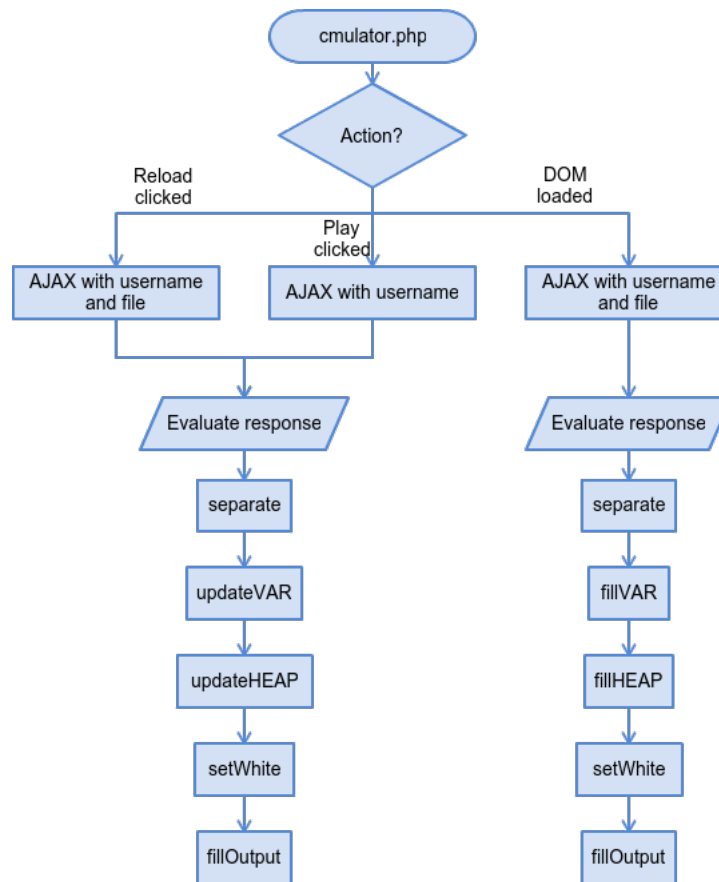 cmulator.php
Action?
Reload
clicked
Play
clicked
DOM
loaded
AJAX with username
and file
AJAX with username
AJAX with username
and file
Evaluate response
Evaluate response
separate
separate
updateVAR
fillVAR
updateHEAP
fillHEAP
setWhite
setWhite
fillOutput
fillOutput